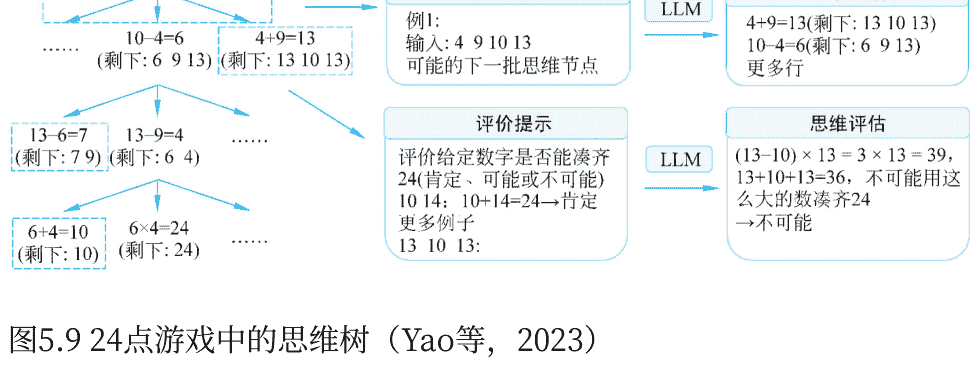 例1:
输入: 4 9 10 13
可能的下一批思维节点
LLM
4+9=13(剩下: 13 10 13)
10–4=6(剩下: 6 9 13)
更多行
……
10–4=6
(剩下: 6 9 13)
4+9=13
(剩下: 13 10 13)
13–6=7
(剩下: 7 9)
13–9=4
(剩下: 6 4)
……
6+4=10
(剩下: 10)
6×4=24
(剩下: 24)
……
评价提示
评价给定数字是否能凑齐
24(肯定、可能或不可能)
10 14: 10+14=24→肯定
更多例子
13 10 13:
LLM
思维评估
(13–10) × 13 = 3 × 13 = 39,
13+10+13=36, 不可能用这
么大的数凑齐24
→不可能
图5.9 24点游戏中的思维树（Yao等，2023）